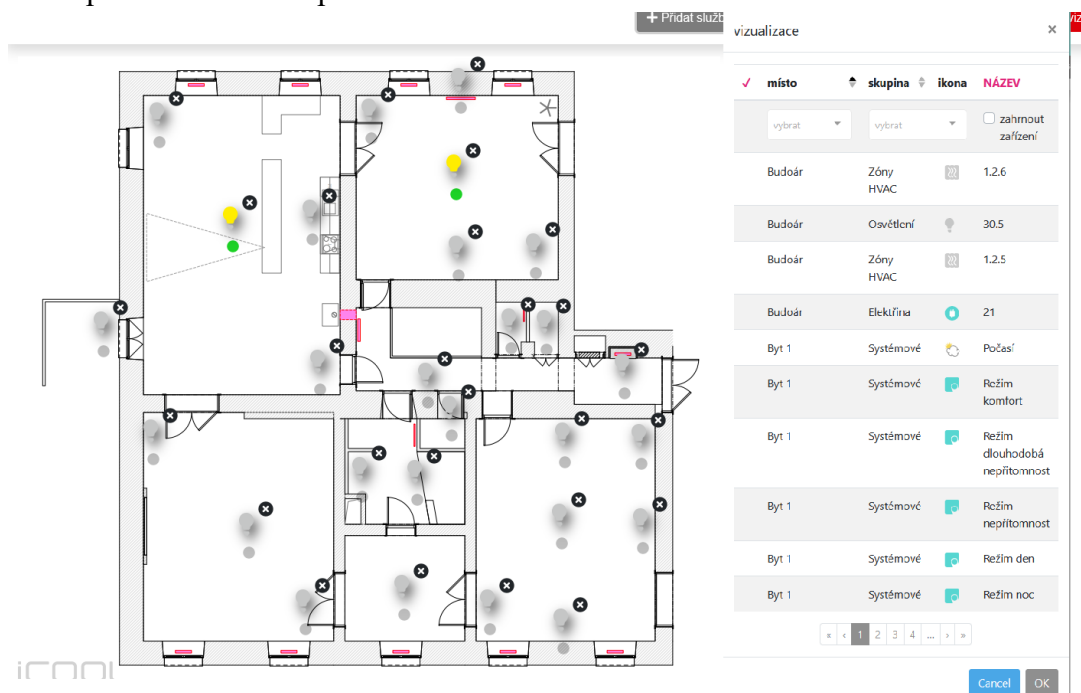 Přidat služb
vizualizace
×
místo skupina ikona NÁZEV
vybrat vybrat zahrnout
zařízení
Budoár Zóny 1.2.6
HVAC
Budoár Osvětlení 30.5
Budoár Zóny 1.2.5
HVAC
Budoár Elektřina 21
Byt 1 Systémové Počasí
Byt 1 Systémové Režim
komfort
Byt 1 Systémové Režim
dlouhodobá
nepřítomnost
Byt 1 Systémové Režim
nepřítomnost
Byt 1 Systémové Režim den
Byt 1 Systémové Režim noc
« ‹ 1 2 3 4 ... › »
Cancel OK